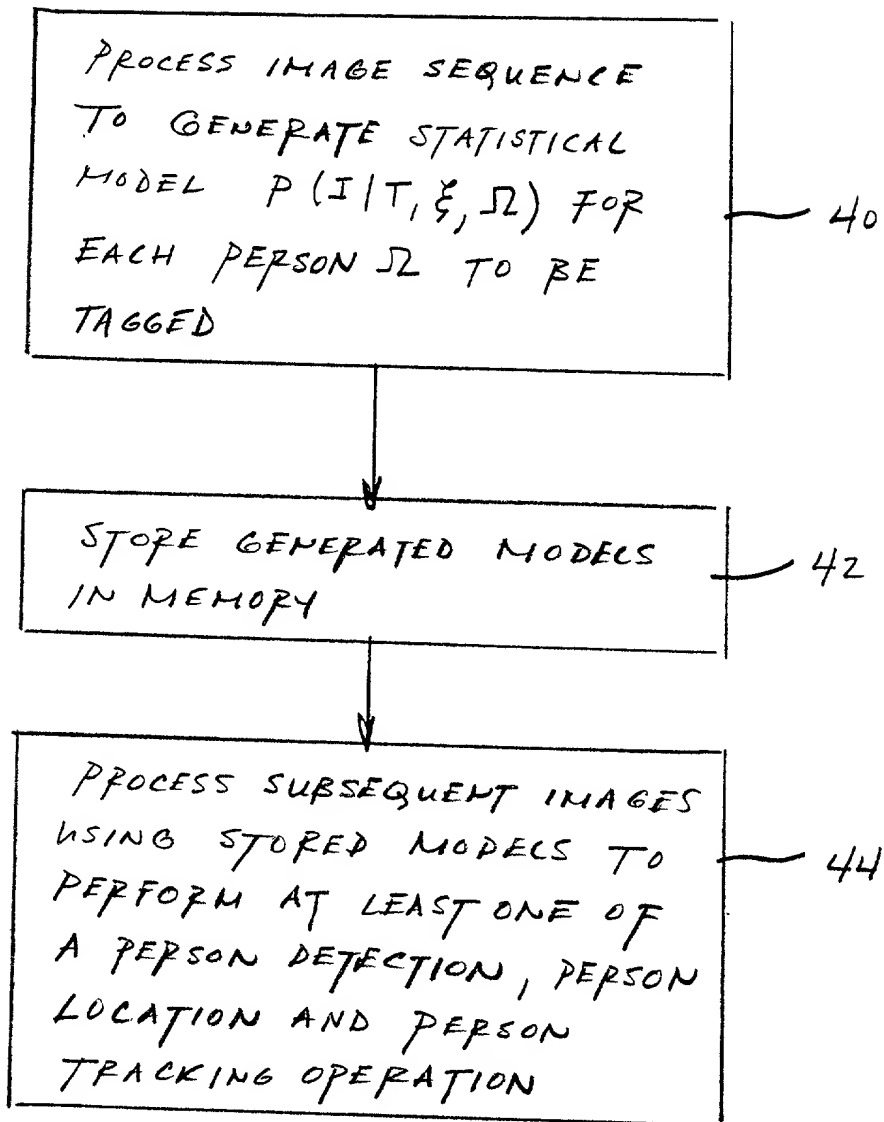 PROCESS IMAGE SEQUENCE
TO GENERATE STATISTICAL
MODEL P(I|T, ξ, Ω) FOR
EACH PERSON Ω TO BE
TAGGED
40
STORE GENERATED MODELS
IN MEMORY
42
PROCESS SUBSEQUENT IMAGES
USING STORED MODELS TO
PERFORM AT LEAST ONE OF
A PERSON DETECTION, PERSON
LOCATION AND PERSON
TRACKING OPERATION
44